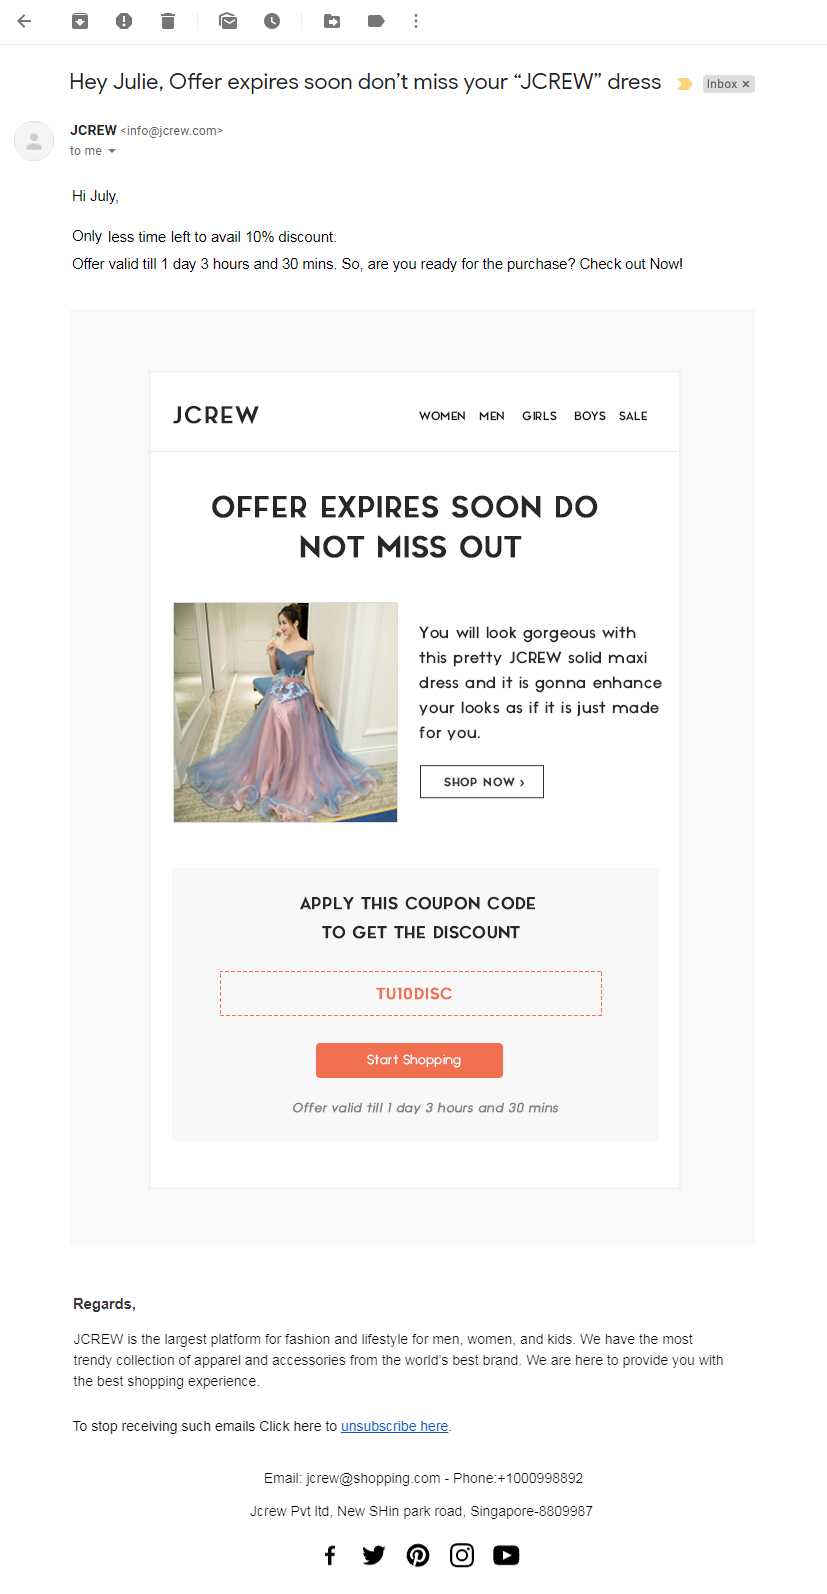 Hey Julie, Offer expires soon don’t miss your “JCREW” dress
Inbox ×
JCREW <info@jcrew.com>
to me
Hi July,
Only less time left to avail 10% discount.
Offer valid till 1 day 3 hours and 30 mins. So, are you ready for the purchase? Check out Now!
JCREW WOMEN MEN GIRLS BOYS SALE
OFFER EXPIRES SOON DO
NOT MISS OUT
You will look gorgeous with
this pretty JCREW solid maxi
dress and it is gonna enhance
your looks as if it is just made
for you.
SHOP NOW ›
APPLY THIS COUPON CODE
TO GET THE DISCOUNT
TU10DISC
Start Shopping
Offer valid till 1 day 3 hours and 30 mins
Regards,
JCREW is the largest platform for fashion and lifestyle for men, women, and kids. We have the most
trendy collection of apparel and accessories from the world’s best brand. We are here to provide you with
the best shopping experience.
To stop receiving such emails Click here to unsubscribe here.
Email: jcrew@shopping.com - Phone:+1000998892
Jcrew Pvt ltd, New SHin park road, Singapore-8809987